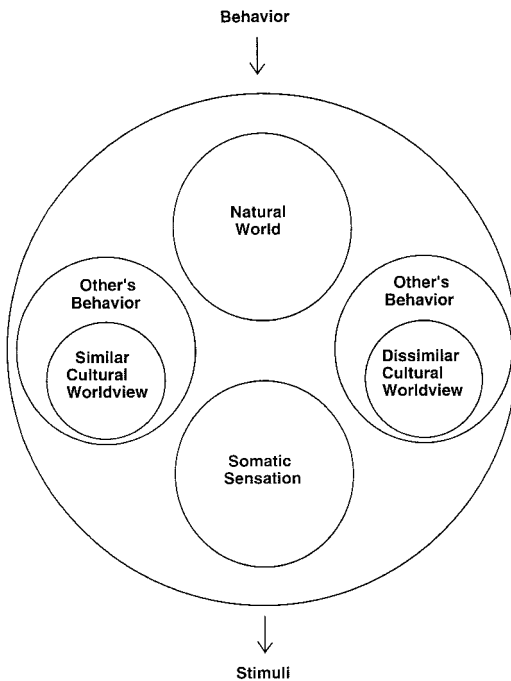 Behavior
Natural
World
Other's
Behavior
Similar
Cultural
Worldview
Other's
Behavior
Dissimilar
Cultural
Worldview
Somatic
Sensation
Stimuli